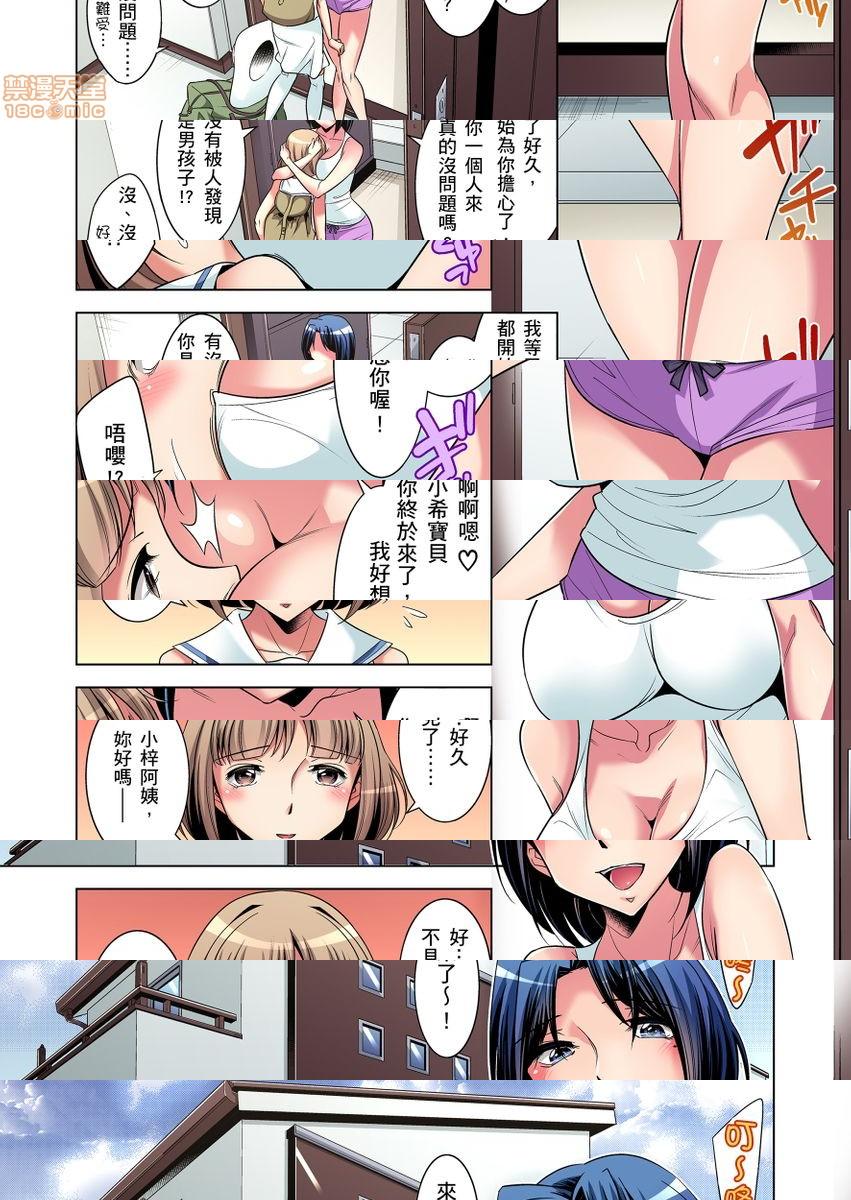 問題……
難受…
禁漫天堂
18comic
了好久，
始為你擔心了，
你一個人來
真的沒問題嗎？
沒有被人發現
是男孩子!?
沒、沒
我等
都開
有沒
你是
你喔！
唔嚶!?
啊啊嗯♡
小希寶貝
你終於來了，
我好想
好久
見了……
小梓阿姨，
妳好嗎——
好…
不見
了～！
叮～
來